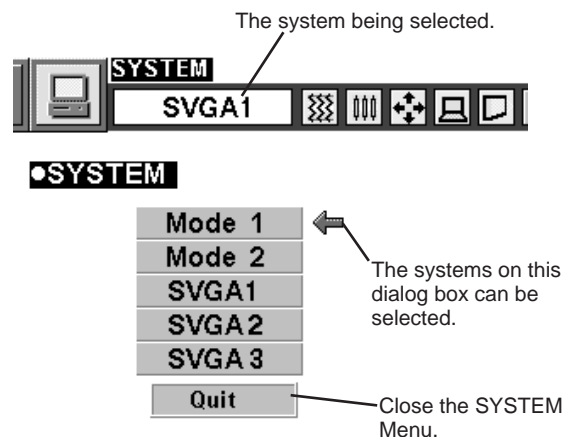 The system being selected.
SYSTEM
SVGA1
●SYSTEM
Mode 1
Mode 2
SVGA1
SVGA2
SVGA3
Quit
The systems on this
dialog box can be
selected.
Close the SYSTEM
Menu.